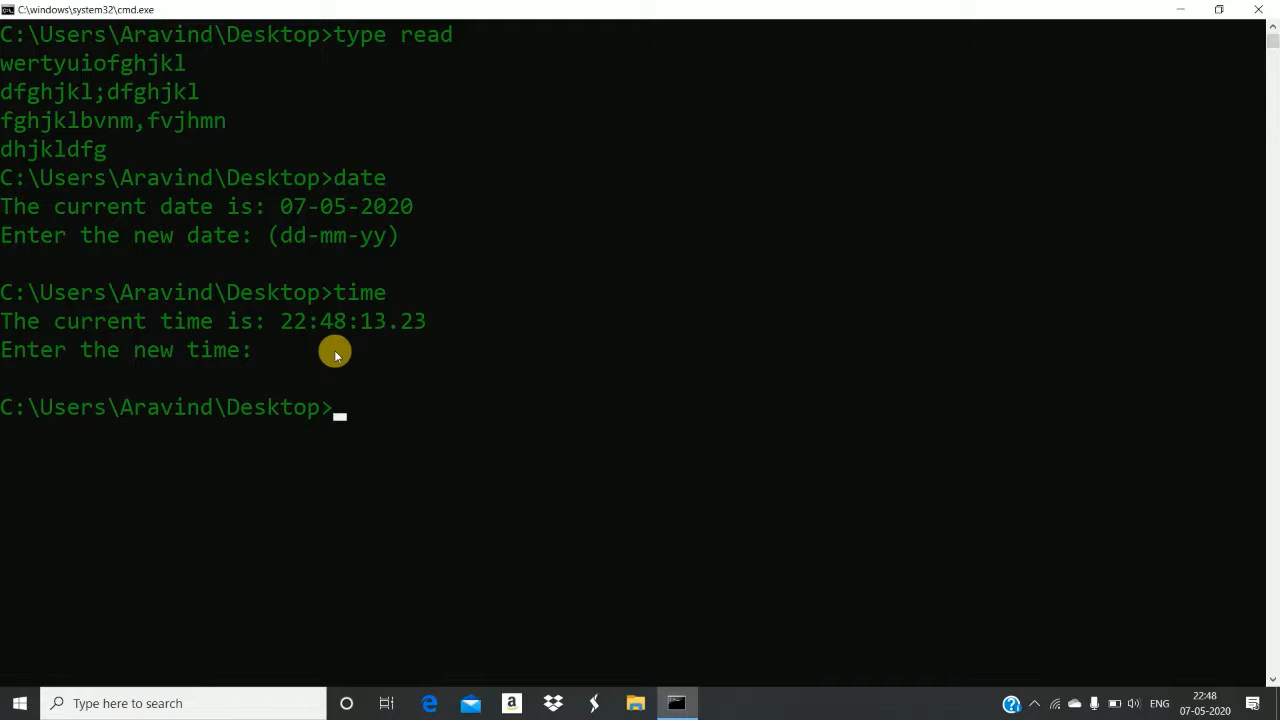 C:\windows\system32\cmd.exe
C:\Users\Aravind\Desktop>type read
wertyuiofghjkl
dfghjkl;dfghjkl
fghjklbvnm,fvjhmn
dhjkldfg
C:\Users\Aravind\Desktop>date
The current date is: 07-05-2020
Enter the new date: (dd-mm-yy)
C:\Users\Aravind\Desktop>time
The current time is: 22:48:13.23
Enter the new time:
C:\Users\Aravind\Desktop>
Type here to search
ENG
22:48
07-05-2020